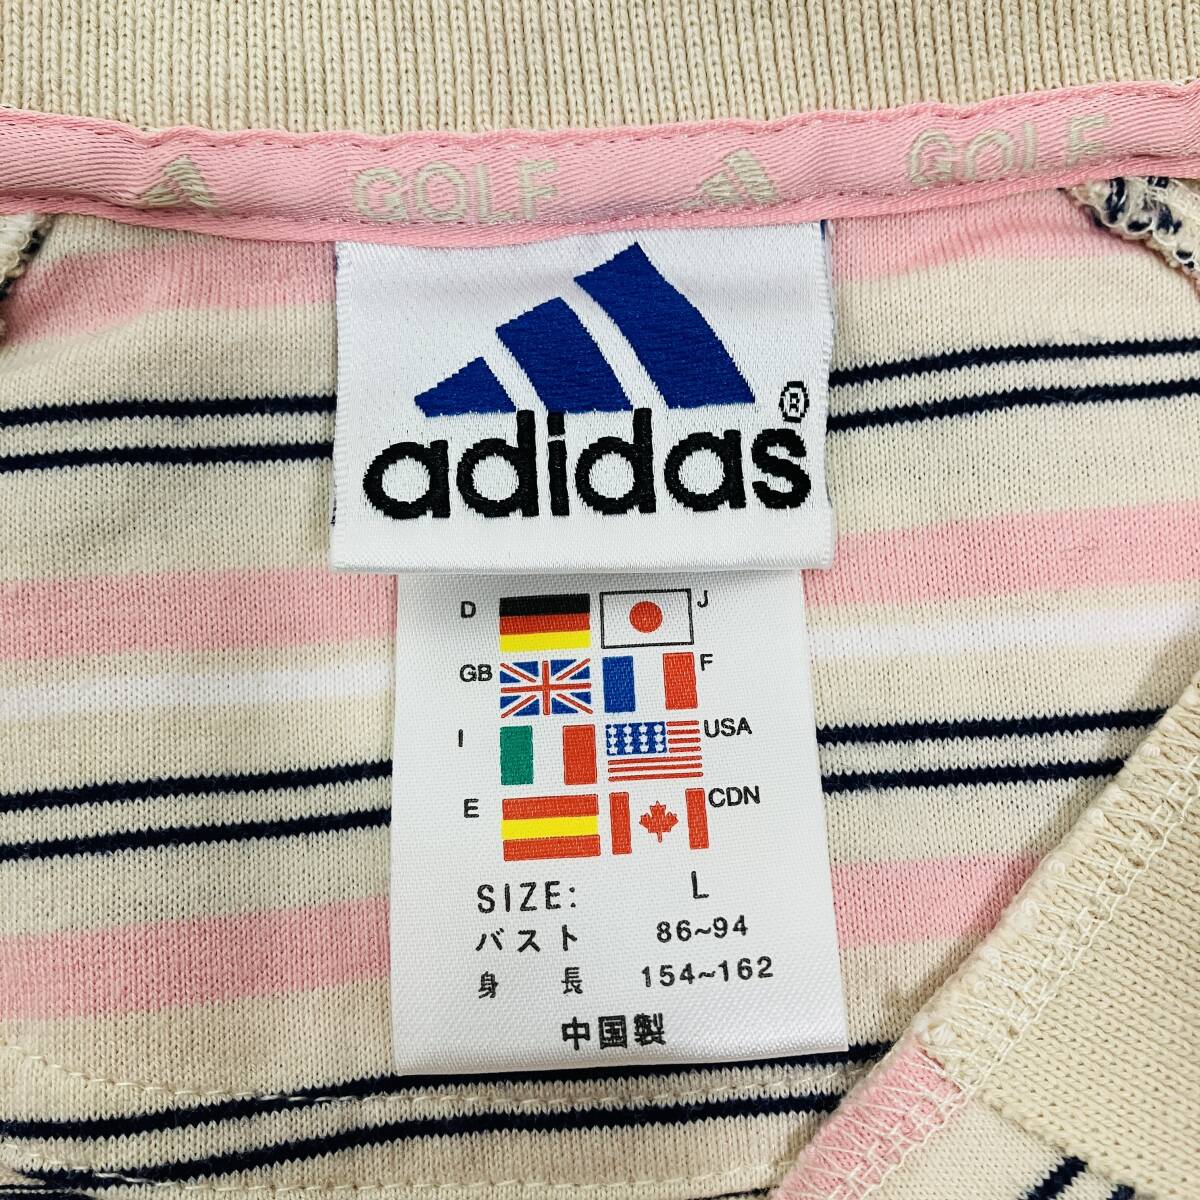 GOLF GOLF
adidas®
D J
GB F
I USA
E CDN
SIZE: L
バスト 86~94
身長 154~162
中国製